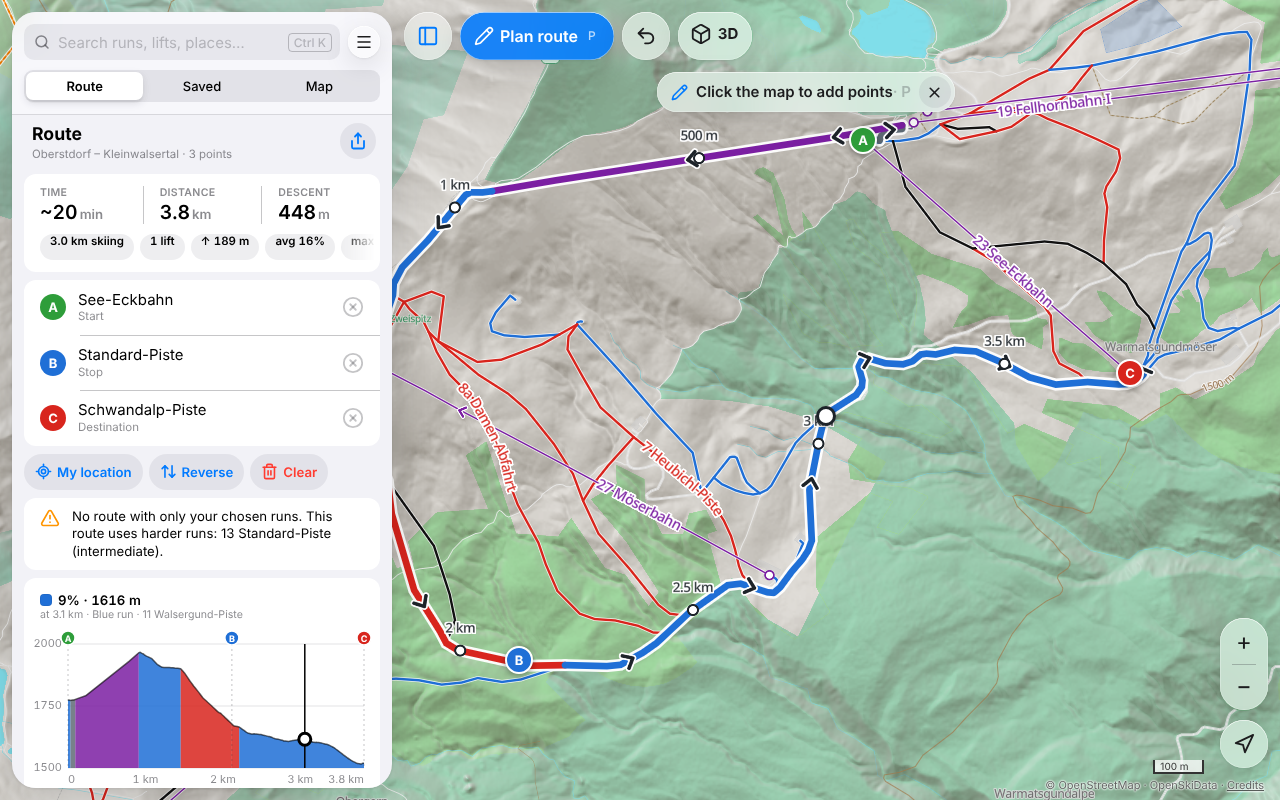 Search runs, lifts, places...
Ctrl K
Plan route P
3D
Route
Saved
Map
Click the map to add points · P
Route
Oberstdorf – Kleinwalsertal · 3 points
TIME
DISTANCE
DESCENT
~20 min
3.8 km
448 m
3.0 km skiing
1 lift
↑ 189 m
avg 16%
max
A
See-Eckbahn
Start
B
Standard-Piste
Stop
C
Schwandalp-Piste
Destination
My location
Reverse
Clear
No route with only your chosen runs. This
route uses harder runs: 13 Standard-Piste
(intermediate).
9% · 1616 m
at 3.1 km · Blue run · 11 Walsergund-Piste
A
B
C
2000
1750
1500
0
1 km
2 km
3 km
3.8 km
19 Fellhornbahn I
A
500 m
1 km
23 See-Eckbahn
zweispitz
3.5 km
Warmatsgundmöser
C
1500 m
8a Damen-Abfahrt
3 km
7 Heubichl-Piste
27 Möserbahn
2.5 km
2 km
B
+
−
100 m
© OpenStreetMap · OpenSkiData · Credits
Warmatsgundalpe